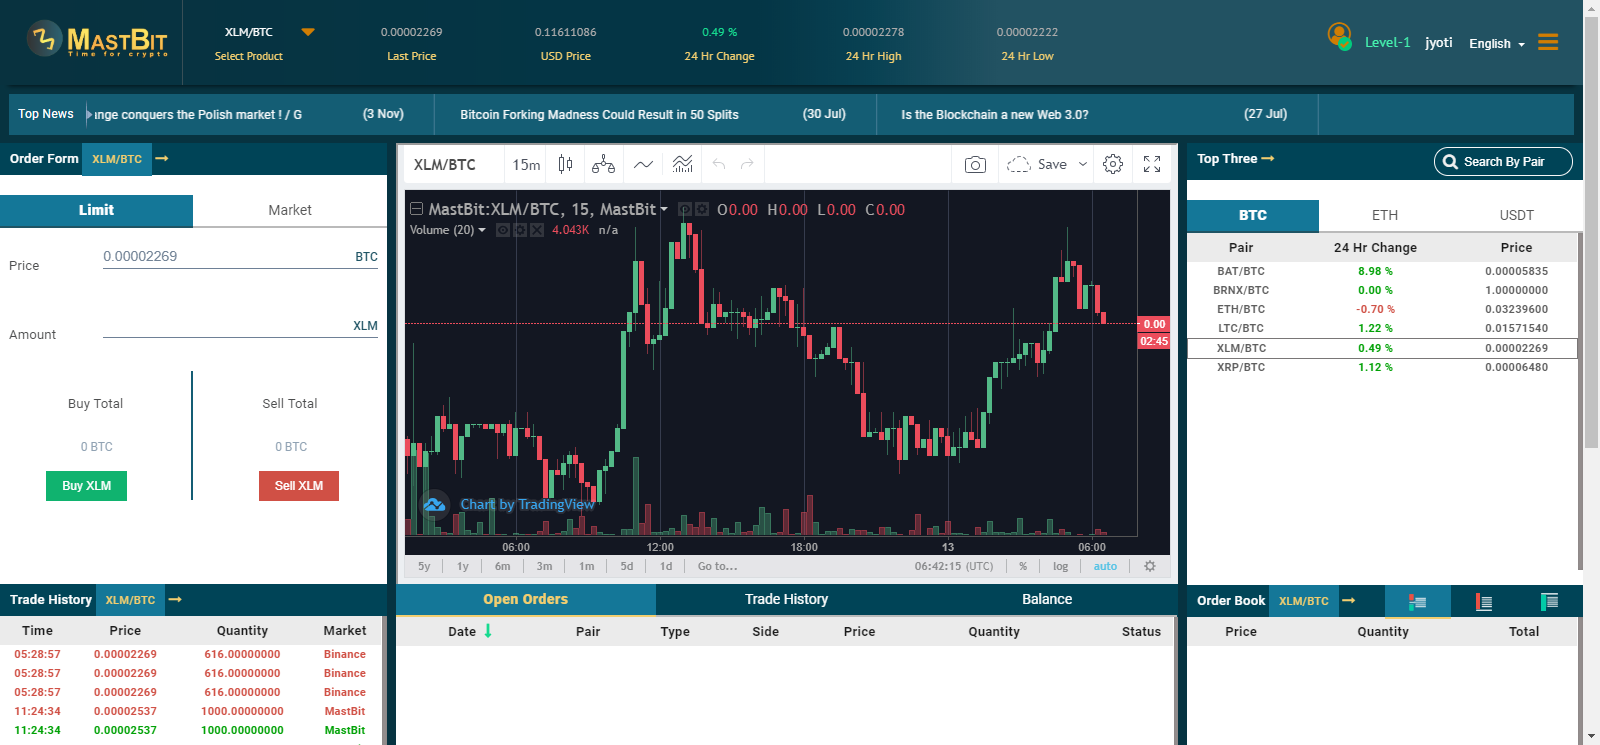 MASTBIT
Time for crypto
XLM/BTC
Select Product
0.00002269
Last Price
0.11611086
USD Price
0.49 %
24 Hr Change
0.00002278
24 Hr High
0.00002222
24 Hr Low
Level-1
jyoti
English
Top News
inge conquers the Polish market ! / G (3 Nov)
Bitcoin Forking Madness Could Result in 50 Splits (30 Jul)
Is the Blockchain a new Web 3.0? (27 Jul)
Order Form XLM/BTC
Limit Market
Price 0.00002269 BTC
Amount XLM
Buy Total Sell Total
0 BTC 0 BTC
Buy XLM Sell XLM
XLM/BTC 15m Save
MastBit:XLM/BTC, 15, MastBit O0.00 H0.00 L0.00 C0.00
Volume (20) 4.043K n/a
0.00
02:45
Chart by TradingView
06:00 12:00 18:00 13 06:00
5y 1y 6m 3m 1m 5d 1d Go to... 06:42:15 (UTC) % log auto
Top Three Search By Pair
BTC ETH USDT
Pair 24 Hr Change Price
BAT/BTC 8.98 % 0.00005835
BRNX/BTC 0.00 % 1.00000000
ETH/BTC -0.70 % 0.03239600
LTC/BTC 1.22 % 0.01571540
XLM/BTC 0.49 % 0.00002269
XRP/BTC 1.12 % 0.00006480
Trade History XLM/BTC
Time Price Quantity Market
05:28:57 0.00002269 616.00000000 Binance
05:28:57 0.00002269 616.00000000 Binance
05:28:57 0.00002269 616.00000000 Binance
11:24:34 0.00002537 1000.00000000 MastBit
11:24:34 0.00002537 1000.00000000 MastBit
Open Orders Trade History Balance
Date Pair Type Side Price Quantity Status
Order Book XLM/BTC
Price Quantity Total